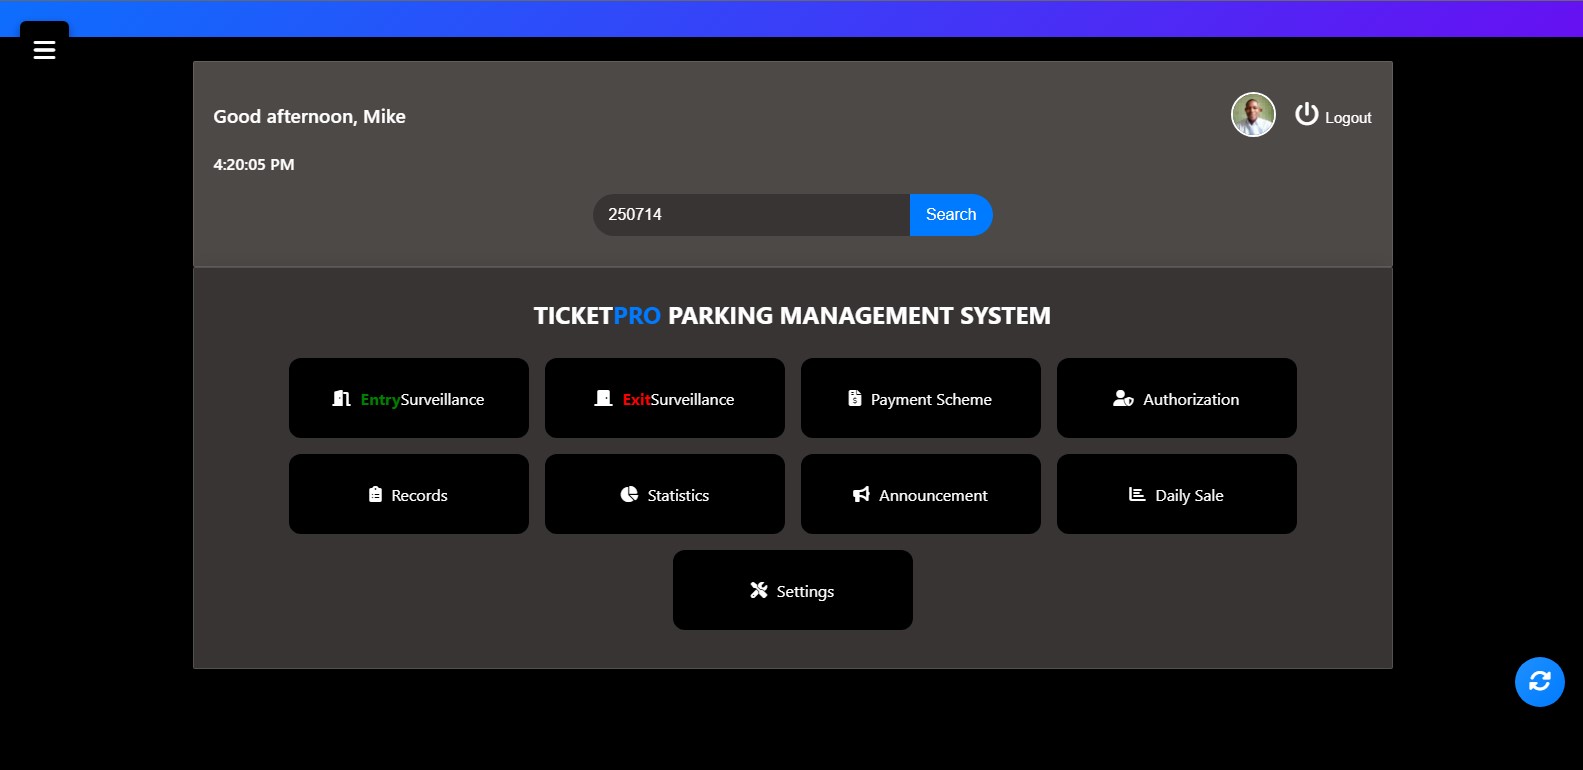 Good afternoon, Mike
Logout
4:20:05 PM
250714 Search
TICKETPRO PARKING MANAGEMENT SYSTEM
EntrySurveillance
ExitSurveillance
Payment Scheme
Authorization
Records
Statistics
Announcement
Daily Sale
Settings